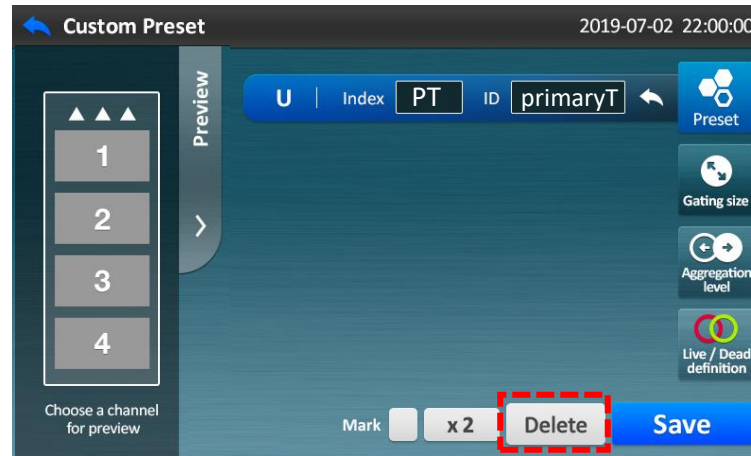 Custom Preset
2019-07-02 22:00:00
1
2
3
4
Choose a channel
for preview
Preview
U
Index PT ID primaryT
Preset
Gating size
Aggregation
level
Live / Dead
definition
Mark x 2 Delete Save